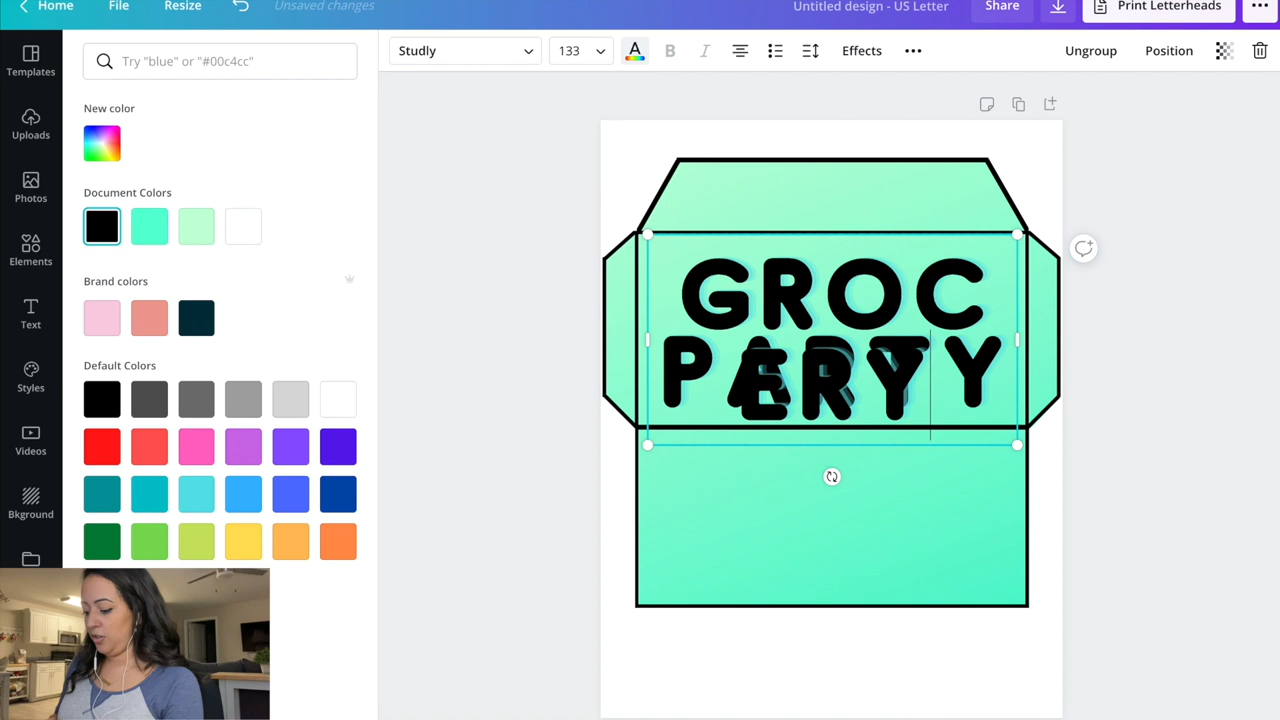 Home File Resize Unsaved changes Untitled design - US Letter Share Print Letterheads
Templates
Uploads
Photos
Elements
Text
Styles
Videos
Bkground
Try "blue" or "#00c4cc"
New color
Document Colors
Brand colors
Default Colors
Studly 133 A B I Effects Ungroup Position
GROC
PARTY
ERY